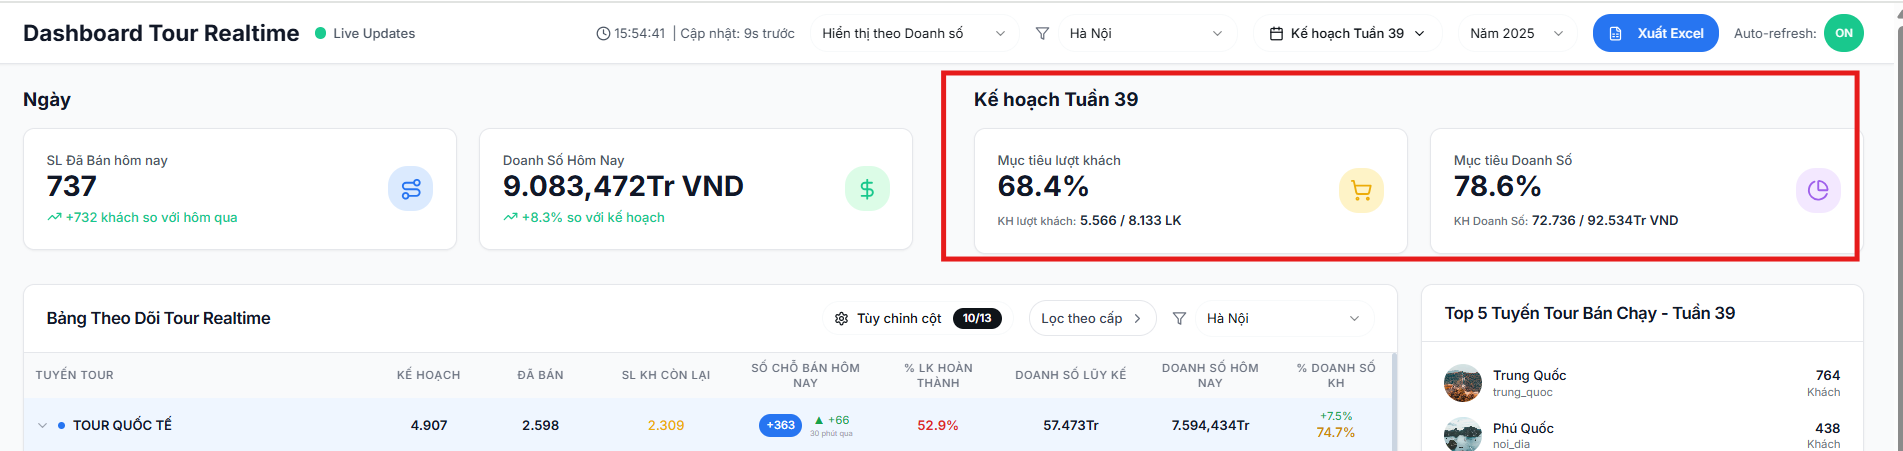 Dashboard Tour Realtime
Live Updates
15:54:41 | Cập nhật: 9s trước
Hiển thị theo Doanh số
Hà Nội
Kế hoạch Tuần 39
Năm 2025
Xuất Excel
Auto-refresh:
ON
Ngày
SL Đã Bán hôm nay
737
+732 khách so với hôm qua
Doanh Số Hôm Nay
9.083,472Tr VND
+8.3% so với kế hoạch
Kế hoạch Tuần 39
Mục tiêu lượt khách
68.4%
KH lượt khách: 5.566 / 8.133 LK
Mục tiêu Doanh Số
78.6%
KH Doanh Số: 72.736 / 92.534Tr VND
Bảng Theo Dõi Tour Realtime
Tùy chỉnh cột 10/13
Lọc theo cấp
Hà Nội
TUYẾN TOUR
KẾ HOẠCH
ĐÃ BÁN
SL KH CÒN LẠI
SỐ CHỖ BÁN HÔM
NAY
% LK HOÀN
THÀNH
DOANH SỐ LŨY KẾ
DOANH SỐ HÔM
NAY
% DOANH SỐ
KH
TOUR QUỐC TẾ
4.907
2.598
2.309
+363
▲ +66
30 phút qua
52.9%
57.473Tr
7.594,434Tr
+7.5%
74.7%
Top 5 Tuyến Tour Bán Chạy - Tuần 39
Trung Quốc
trung_quoc
764
Khách
Phú Quốc
noi_dia
438
Khách